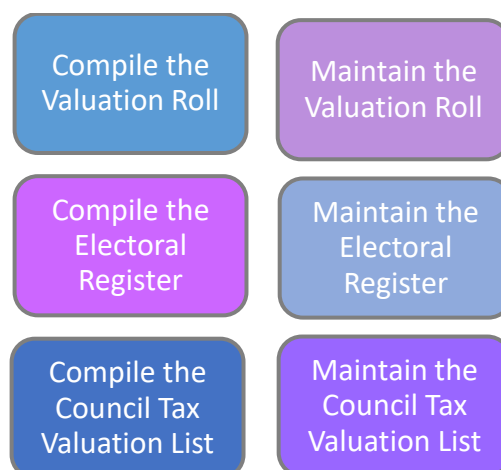 Compile the
Valuation Roll
Maintain the
Valuation Roll
Compile the
Electoral
Register
Maintain the
Electoral
Register
Compile the
Council Tax
Valuation List
Maintain the
Council Tax
Valuation List